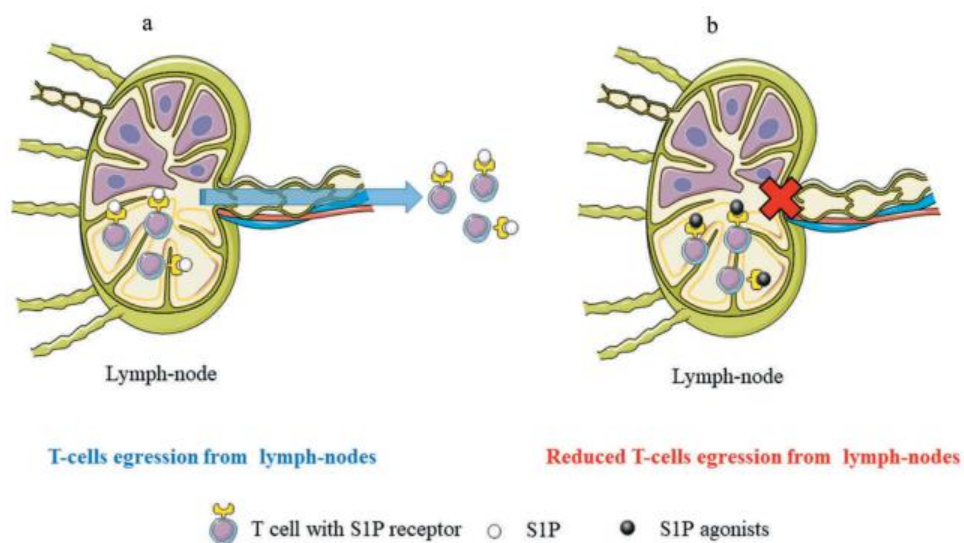 a
b
Lymph-node
Lymph-node
T-cells egression from lymph-nodes
Reduced T-cells egression from lymph-nodes
T cell with S1P receptor
S1P
S1P agonists